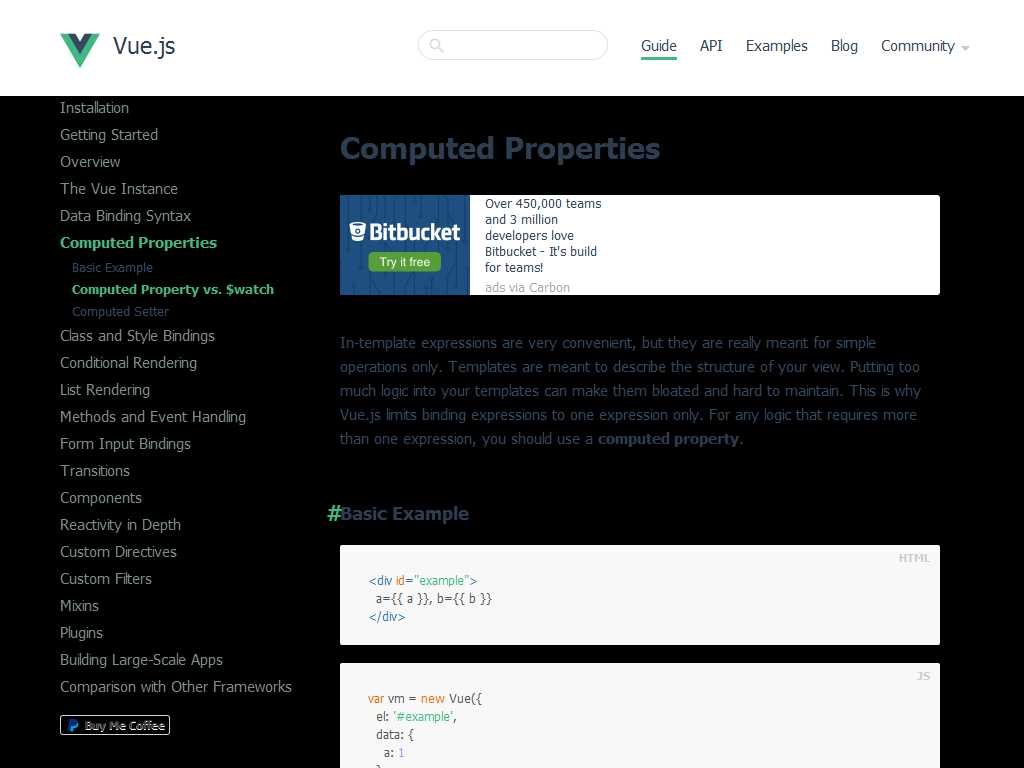 Vue.js
Guide
API
Examples
Blog
Community
Installation
Getting Started
Overview
The Vue Instance
Data Binding Syntax
Computed Properties
Basic Example
Computed Property vs. $watch
Computed Setter
Class and Style Bindings
Conditional Rendering
List Rendering
Methods and Event Handling
Form Input Bindings
Transitions
Components
Reactivity in Depth
Custom Directives
Custom Filters
Mixins
Plugins
Building Large-Scale Apps
Comparison with Other Frameworks
Buy Me Coffee
Computed Properties
Bitbucket
Try it free
Over 450,000 teams
and 3 million
developers love
Bitbucket - It's build
for teams!
ads via Carbon
In-template expressions are very convenient, but they are really meant for simple
operations only. Templates are meant to describe the structure of your view. Putting too
much logic into your templates can make them bloated and hard to maintain. This is why
Vue.js limits binding expressions to one expression only. For any logic that requires more
than one expression, you should use a computed property.
#Basic Example
HTML
<div id="example">
  a={{ a }}, b={{ b }}
</div>
JS
var vm = new Vue({
  el: '#example',
  data: {
    a: 1